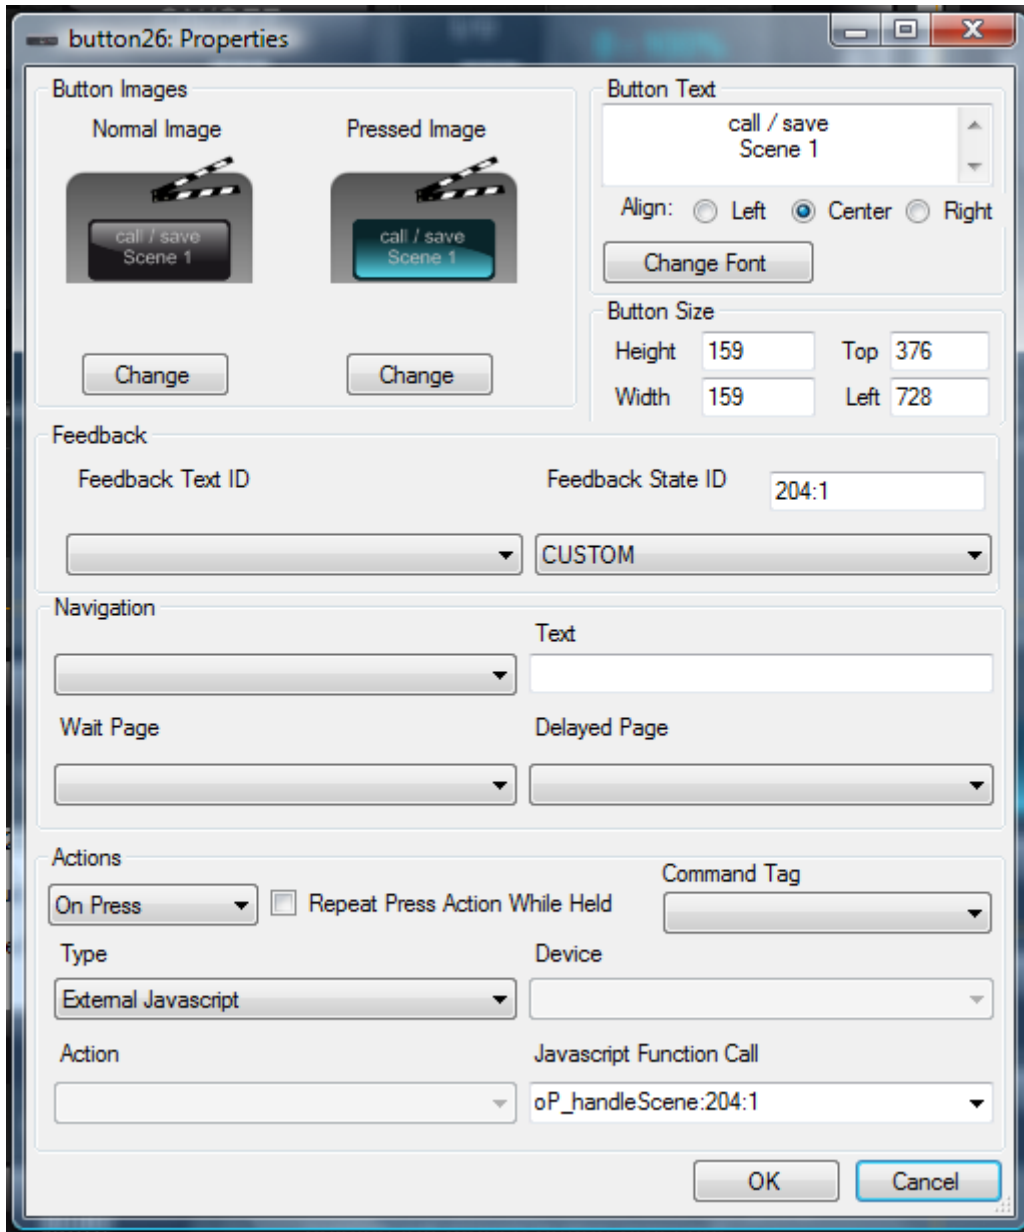 button26: Properties
Button Images
Normal Image
Pressed Image
call / save
Scene 1
call / save
Scene 1
Change
Change
Button Text
call / save
Scene 1
Align:
Left
Center
Right
Change Font
Button Size
Height
159
Top
376
Width
159
Left
728
Feedback
Feedback Text ID
Feedback State ID
204:1
CUSTOM
Navigation
Text
Wait Page
Delayed Page
Actions
Command Tag
On Press
Repeat Press Action While Held
Type
Device
External Javascript
Action
Javascript Function Call
oP_handleScene:204:1
OK
Cancel